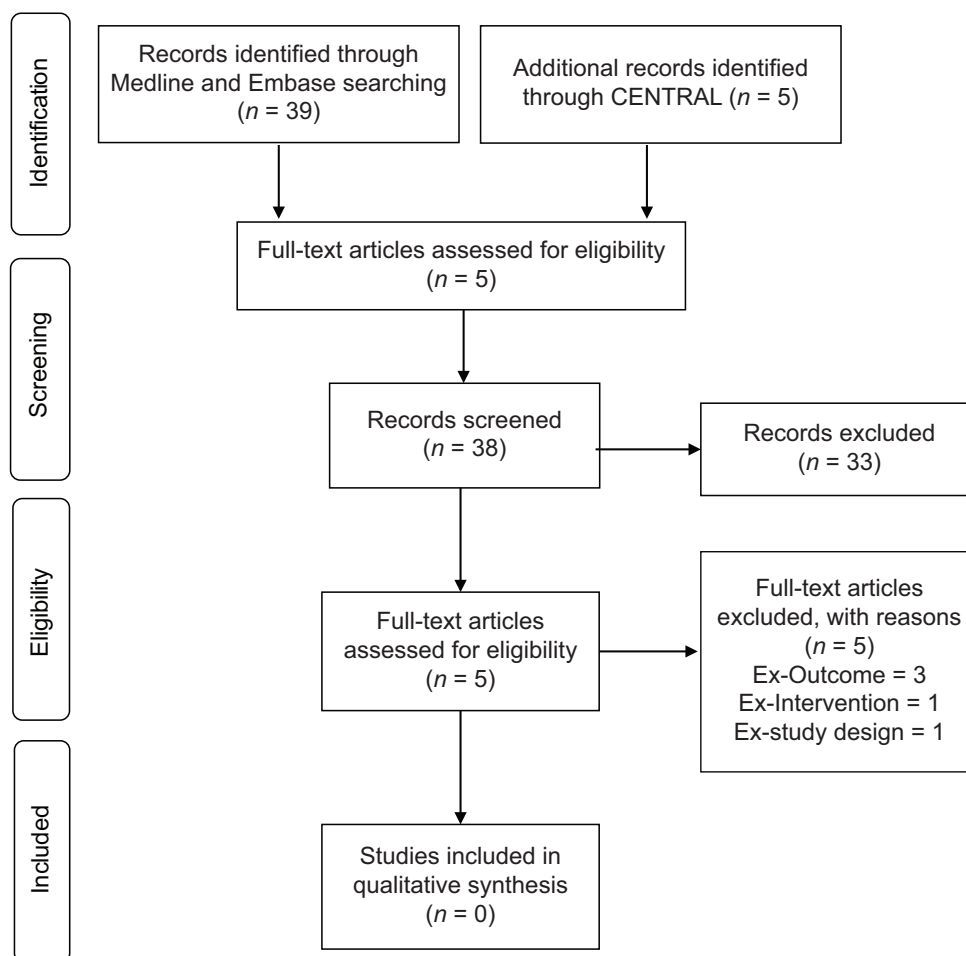 Identification
Records identified through
Medline and Embase searching
(n = 39)
Additional records identified
through CENTRAL (n = 5)
Full-text articles assessed for eligibility
(n = 5)
Screening
Records screened
(n = 38)
Records excluded
(n = 33)
Eligibility
Full-text articles
assessed for eligibility
(n = 5)
Full-text articles
excluded, with reasons
(n = 5)
Ex-Outcome = 3
Ex-Intervention = 1
Ex-study design = 1
Included
Studies included in
qualitative synthesis
(n = 0)